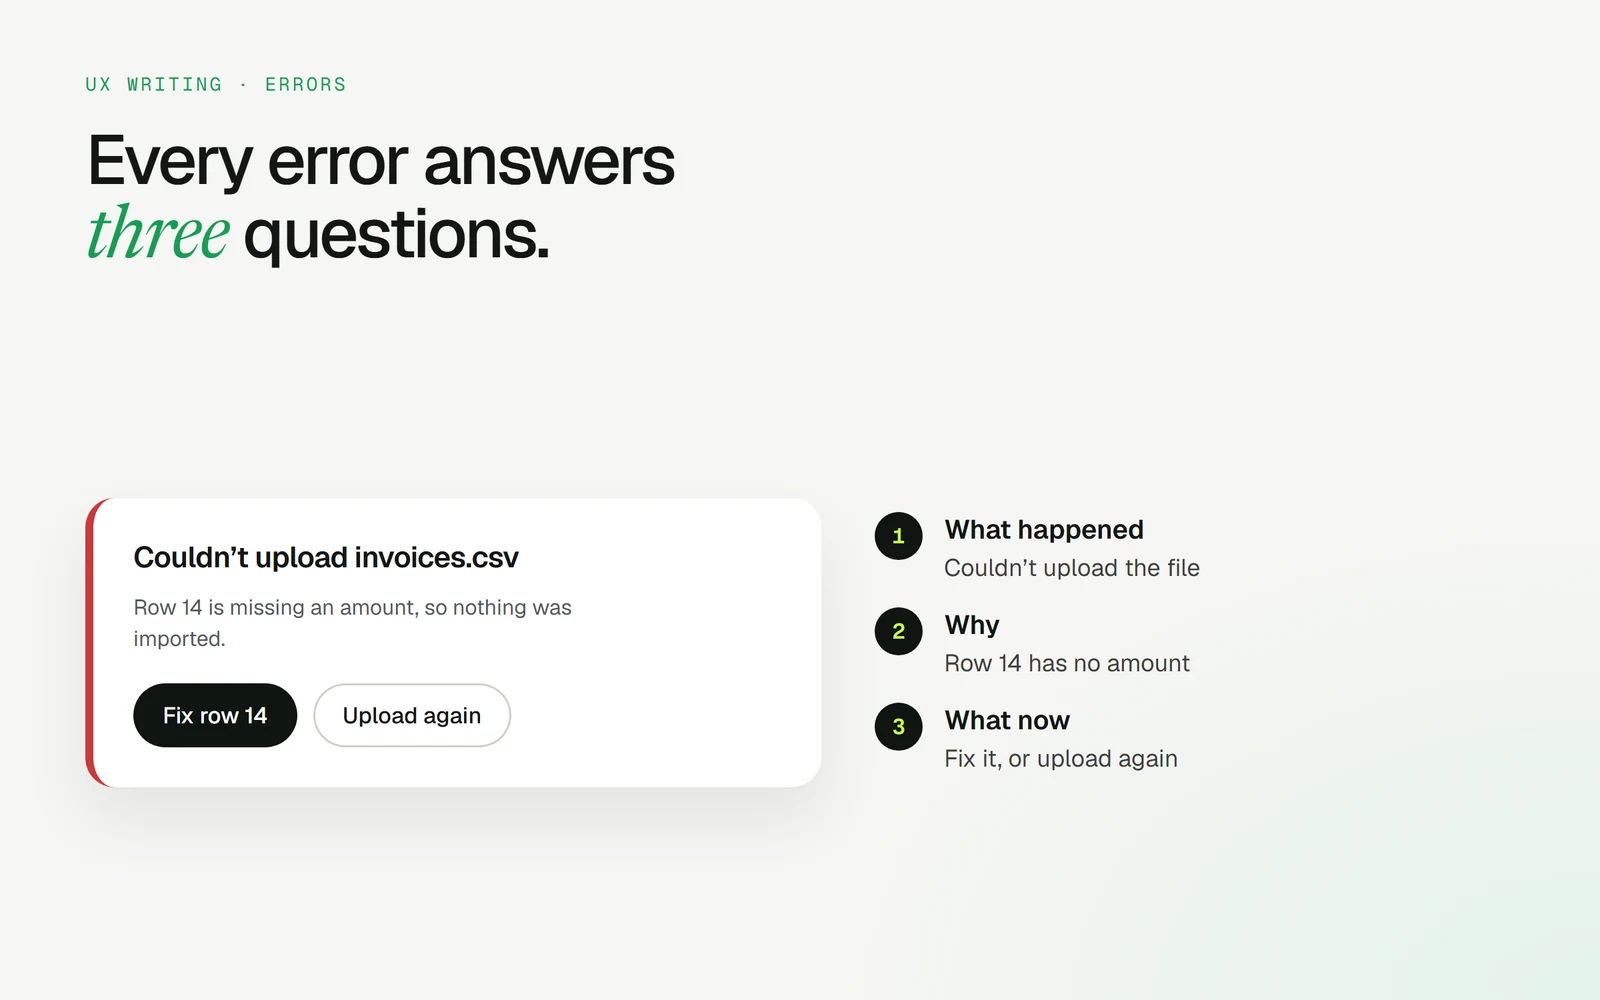 UX WRITING · ERRORS
Every error answers
three questions.
Couldn’t upload invoices.csv
Row 14 is missing an amount, so nothing was
imported.
Fix row 14
Upload again
1
What happened
Couldn’t upload the file
2
Why
Row 14 has no amount
3
What now
Fix it, or upload again